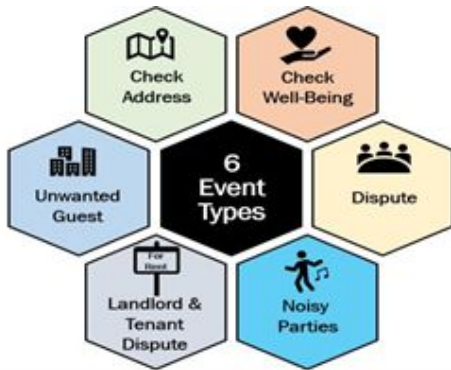 Check
Address
Check
Well-Being
Unwanted
Guest
6
Event
Types
Dispute
For
Rent
Landlord &
Tenant
Dispute
Noisy
Parties